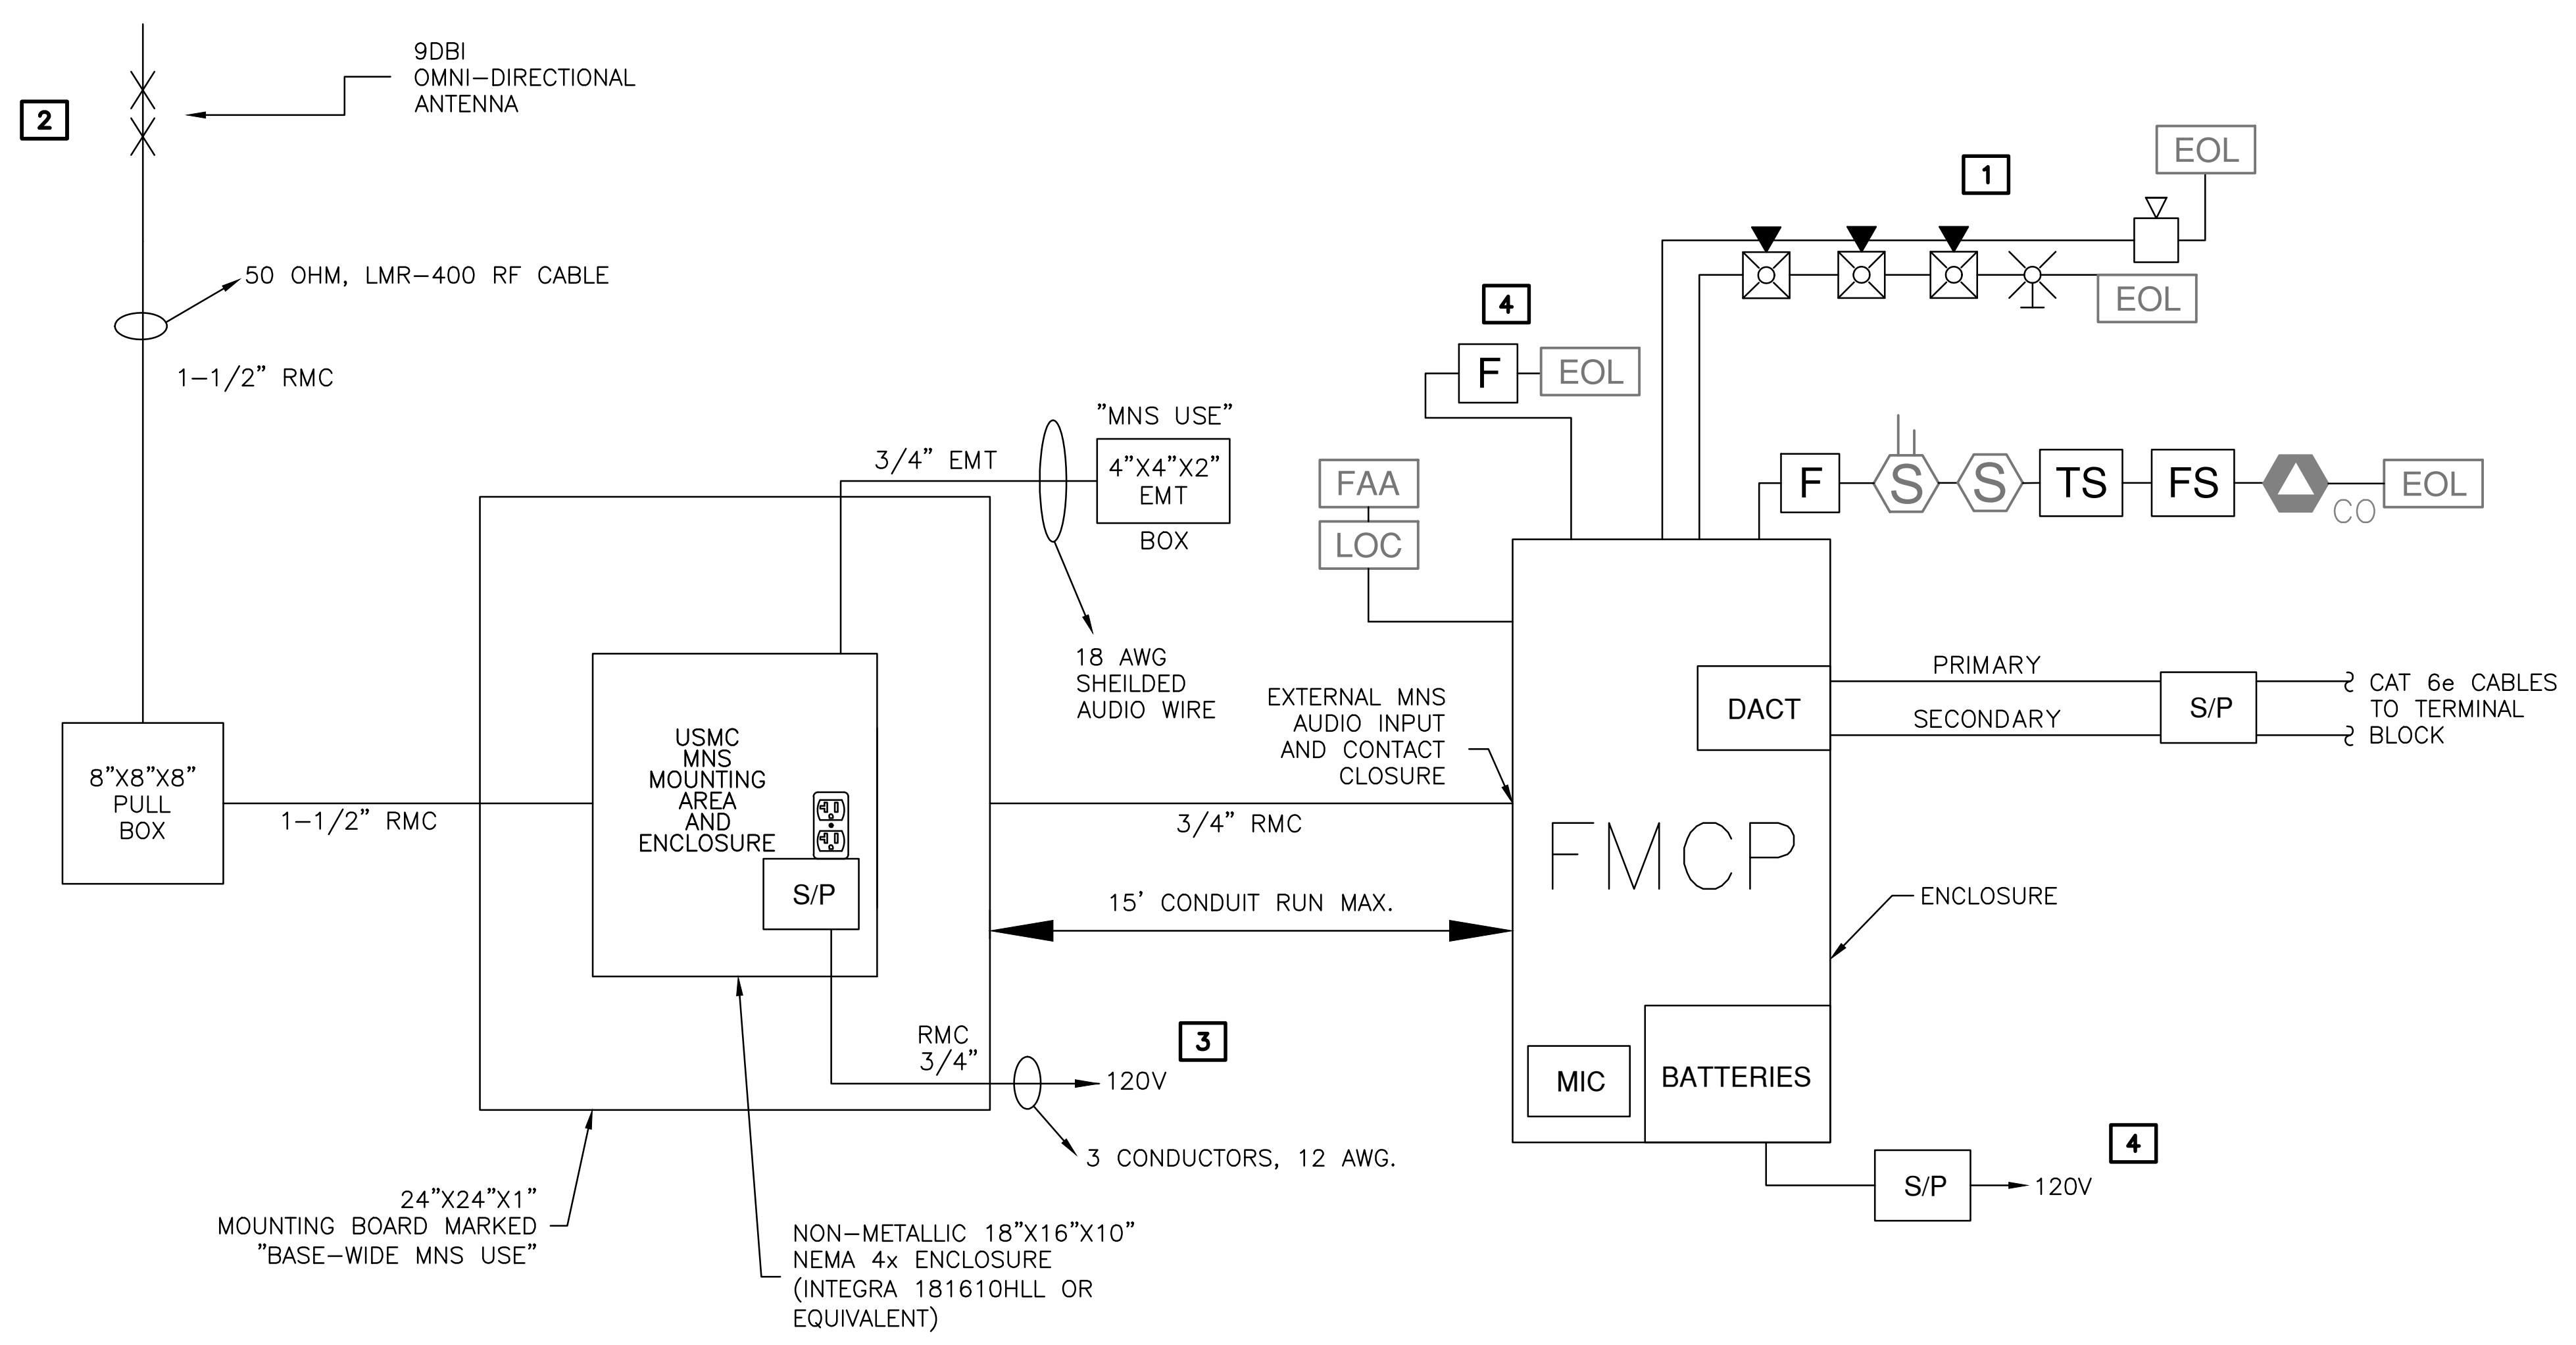 9DBI
OMNI-DIRECTIONAL
ANTENNA
2
50 OHM, LMR-400 RF CABLE
1-1/2" RMC
8"X8"X8"
PULL
BOX
1-1/2" RMC
3/4" EMT
"MNS USE"
4"X4"X2"
EMT
BOX
18 AWG
SHEILDED
AUDIO WIRE
USMC
MNS
MOUNTING
AREA
AND
ENCLOSURE
S/P
RMC
3/4"
120V
3
3 CONDUCTORS, 12 AWG.
24"X24"X1"
MOUNTING BOARD MARKED
"BASE-WIDE MNS USE"
NON-METALLIC 18"X16"X10"
NEMA 4x ENCLOSURE
(INTEGRA 181610HLL OR
EQUIVALENT)
3/4" RMC
15' CONDUIT RUN MAX.
EXTERNAL MNS
AUDIO INPUT
AND CONTACT
CLOSURE
FAA
LOC
4
F
EOL
1
EOL
EOL
F
S
S
TS
FS
CO
EOL
DACT
PRIMARY
SECONDARY
S/P
CAT 6e CABLES
TO TERMINAL
BLOCK
FMCP
ENCLOSURE
MIC
BATTERIES
S/P
120V
4